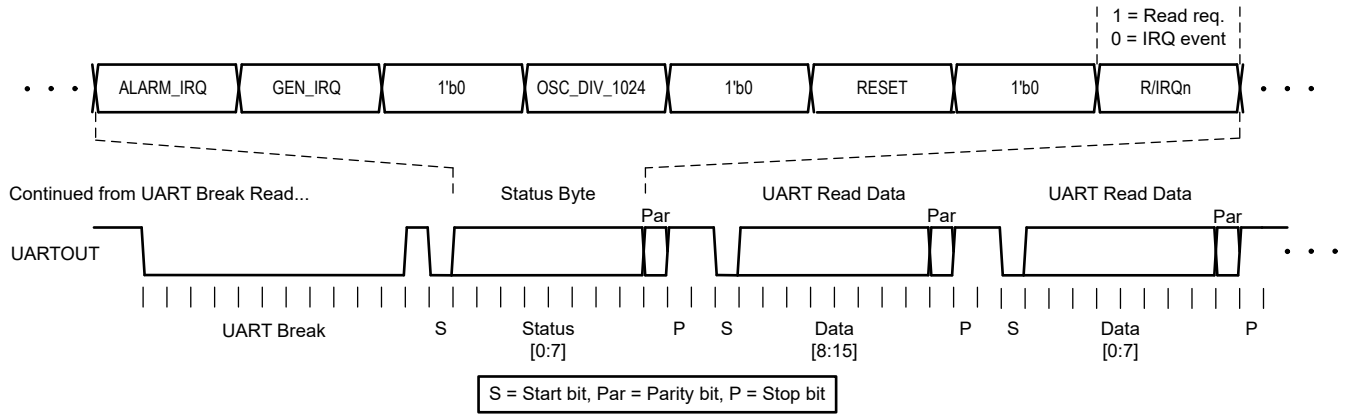 1 = Read req.
0 = IRQ event
ALARM_IRQ GEN_IRQ 1'b0 OSC_DIV_1024 1'b0 RESET 1'b0 R/IRQn
Continued from UART Break Read... Status Byte UART Read Data UART Read Data
Par Par Par
UARTOUT
UART Break S Status P S Data P S Data P
[0:7] [8:15] [0:7]
S = Start bit, Par = Parity bit, P = Stop bit